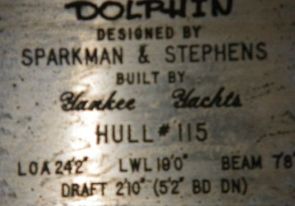 DOLPHIN
DESIGNED BY
SPARKMAN & STEPHENS
BUILT BY
Yankee Yachts
HULL # 115
LOA 24'2" LWL 19'0" BEAM 7'8"
DRAFT 2'10" (5'2" BD DN)